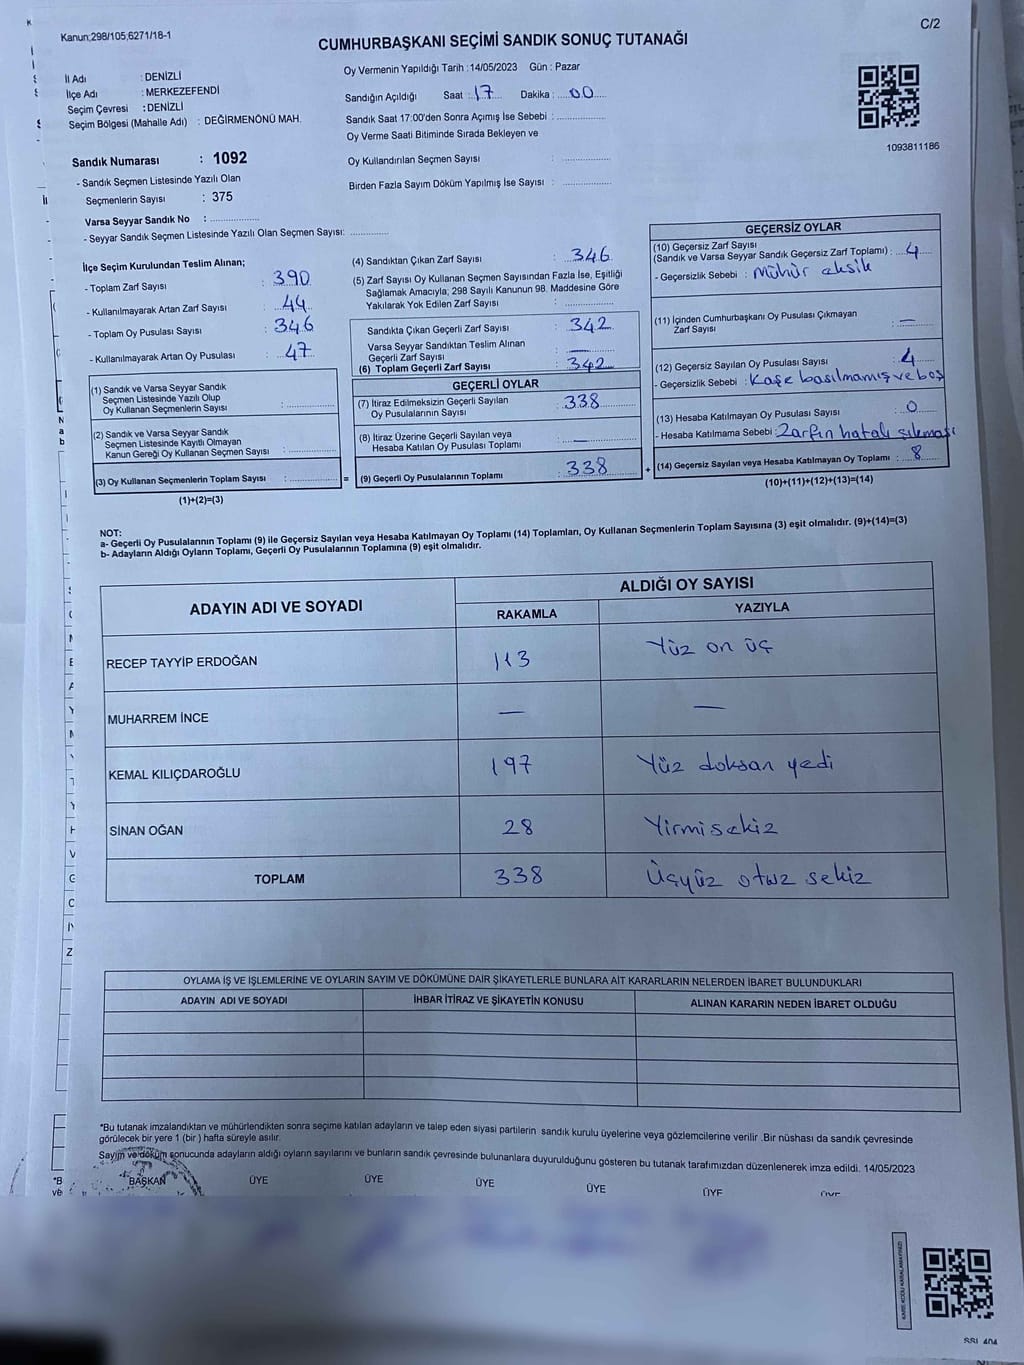 Kanun;298/105;6271/18-1
C/2
CUMHURBAŞKANI SEÇİMİ SANDIK SONUÇ TUTANAĞI
İl Adı : DENİZLİ
İlçe Adı : MERKEZEFENDİ
Seçim Çevresi : DENİZLİ
Seçim Bölgesi (Mahalle Adı) : DEĞİRMENÖNÜ MAH.
Oy Vermenin Yapıldığı Tarih :14/05/2023 Gün : Pazar
Sandığın Açıldığı Saat : 17 Dakika : 00
Sandık Saat 17:00'den Sonra Açımış İse Sebebi :
Oy Verme Saati Bitiminde Sırada Bekleyen ve
Oy Kullandırılan Seçmen Sayısı :
Birden Fazla Sayım Döküm Yapılmış İse Sayısı :
1093811186
Sandık Numarası : 1092
- Sandık Seçmen Listesinde Yazılı Olan
Seçmenlerin Sayısı : 375
Varsa Seyyar Sandık No :
- Seyyar Sandık Seçmen Listesinde Yazılı Olan Seçmen Sayısı:
İlçe Seçim Kurulundan Teslim Alınan;
- Toplam Zarf Sayısı : 390
- Kullanılmayarak Artan Zarf Sayısı : 44
- Toplam Oy Pusulası Sayısı : 346
- Kullanılmayarak Artan Oy Pusulası : 47
(1) Sandık ve Varsa Seyyar Sandık
Seçmen Listesinde Yazılı Olup
Oy Kullanan Seçmenlerin Sayısı :
(2) Sandık ve Varsa Seyyar Sandık
Seçmen Listesinde Kayıtlı Olmayan
Kanun Gereği Oy Kullanan Seçmen Sayısı :
(3) Oy Kullanan Seçmenlerin Toplam Sayısı :
(1)+(2)=(3)
(4) Sandıktan Çıkan Zarf Sayısı : 346
(5) Zarf Sayısı Oy Kullanan Seçmen Sayısından Fazla İse, Eşitliği
Sağlamak Amacıyla, 298 Sayılı Kanunun 98. Maddesine Göre
Yakılarak Yok Edilen Zarf Sayısı :
Sandıkta Çıkan Geçerli Zarf Sayısı : 342
Varsa Seyyar Sandıktan Teslim Alınan
Geçerli Zarf Sayısı : —
(6) Toplam Geçerli Zarf Sayısı : 342
GEÇERLİ OYLAR
(7) İtiraz Edilmeksizin Geçerli Sayılan
Oy Pusulalarının Sayısı : 338
(8) İtiraz Üzerine Geçerli Sayılan veya
Hesaba Katılan Oy Pusulası Toplamı : —
= (9) Geçerli Oy Pusulalarının Toplamı : 338 +
GEÇERSİZ OYLAR
(10) Geçersiz Zarf Sayısı
(Sandık ve Varsa Seyyar Sandık Geçersiz Zarf Toplamı) : 4
- Geçersizlik Sebebi : Mühür eksik
(11) İçinden Cumhurbaşkanı Oy Pusulası Çıkmayan
Zarf Sayısı : —
(12) Geçersiz Sayılan Oy Pusulası Sayısı : 4
- Geçersizlik Sebebi : Kaşe basılmamış ve boş
(13) Hesaba Katılmayan Oy Pusulası Sayısı : 0
- Hesaba Katılmama Sebebi : Zarfın hatalı çıkması
(14) Geçersiz Sayılan veya Hesaba Katılmayan Oy Toplamı : 8
(10)+(11)+(12)+(13)=(14)
NOT:
a- Geçerli Oy Pusulalarının Toplamı (9) ile Geçersiz Sayılan veya Hesaba Katılmayan Oy Toplamı (14) Toplamları, Oy Kullanan Seçmenlerin Toplam Sayısına (3) eşit olmalıdır. (9)+(14)=(3)
b- Adayların Aldığı Oyların Toplamı, Geçerli Oy Pusulalarının Toplamına (9) eşit olmalıdır.
ADAYIN ADI VE SOYADI
ALDIĞI OY SAYISI
RAKAMLA YAZIYLA
RECEP TAYYİP ERDOĞAN 113 Yüz on üç
MUHARREM İNCE — —
KEMAL KILIÇDAROĞLU 197 Yüz doksan yedi
SİNAN OĞAN 28 Yirmisekiz
TOPLAM 338 Üçyüz otuz sekiz
OYLAMA İŞ VE İŞLEMLERİNE VE OYLARIN SAYIM VE DÖKÜMÜNE DAİR ŞİKAYETLERLE BUNLARA AİT KARARLARIN NELERDEN İBARET BULUNDUKLARI
ADAYIN ADI VE SOYADI İHBAR İTİRAZ VE ŞİKAYETİN KONUSU ALINAN KARARIN NEDEN İBARET OLDUĞU
*Bu tutanak imzalandıktan ve mühürlendikten sonra seçime katılan adayların ve talep eden siyasi partilerin sandık kurulu üyelerine veya gözlemcilerine verilir .Bir nüshası da sandık çevresinde
görülecek bir yere 1 (bir ) hafta süreyle asılır.
Sayım ve döküm sonucunda adayların aldığı oyların sayılarını ve bunların sandık çevresinde bulunanlara duyurulduğunu gösteren bu tutanak tarafımızdan düzenlenerek imza edildi. 14/05/2023
BAŞKAN ÜYE ÜYE ÜYE ÜYE ÜYE ÜYE